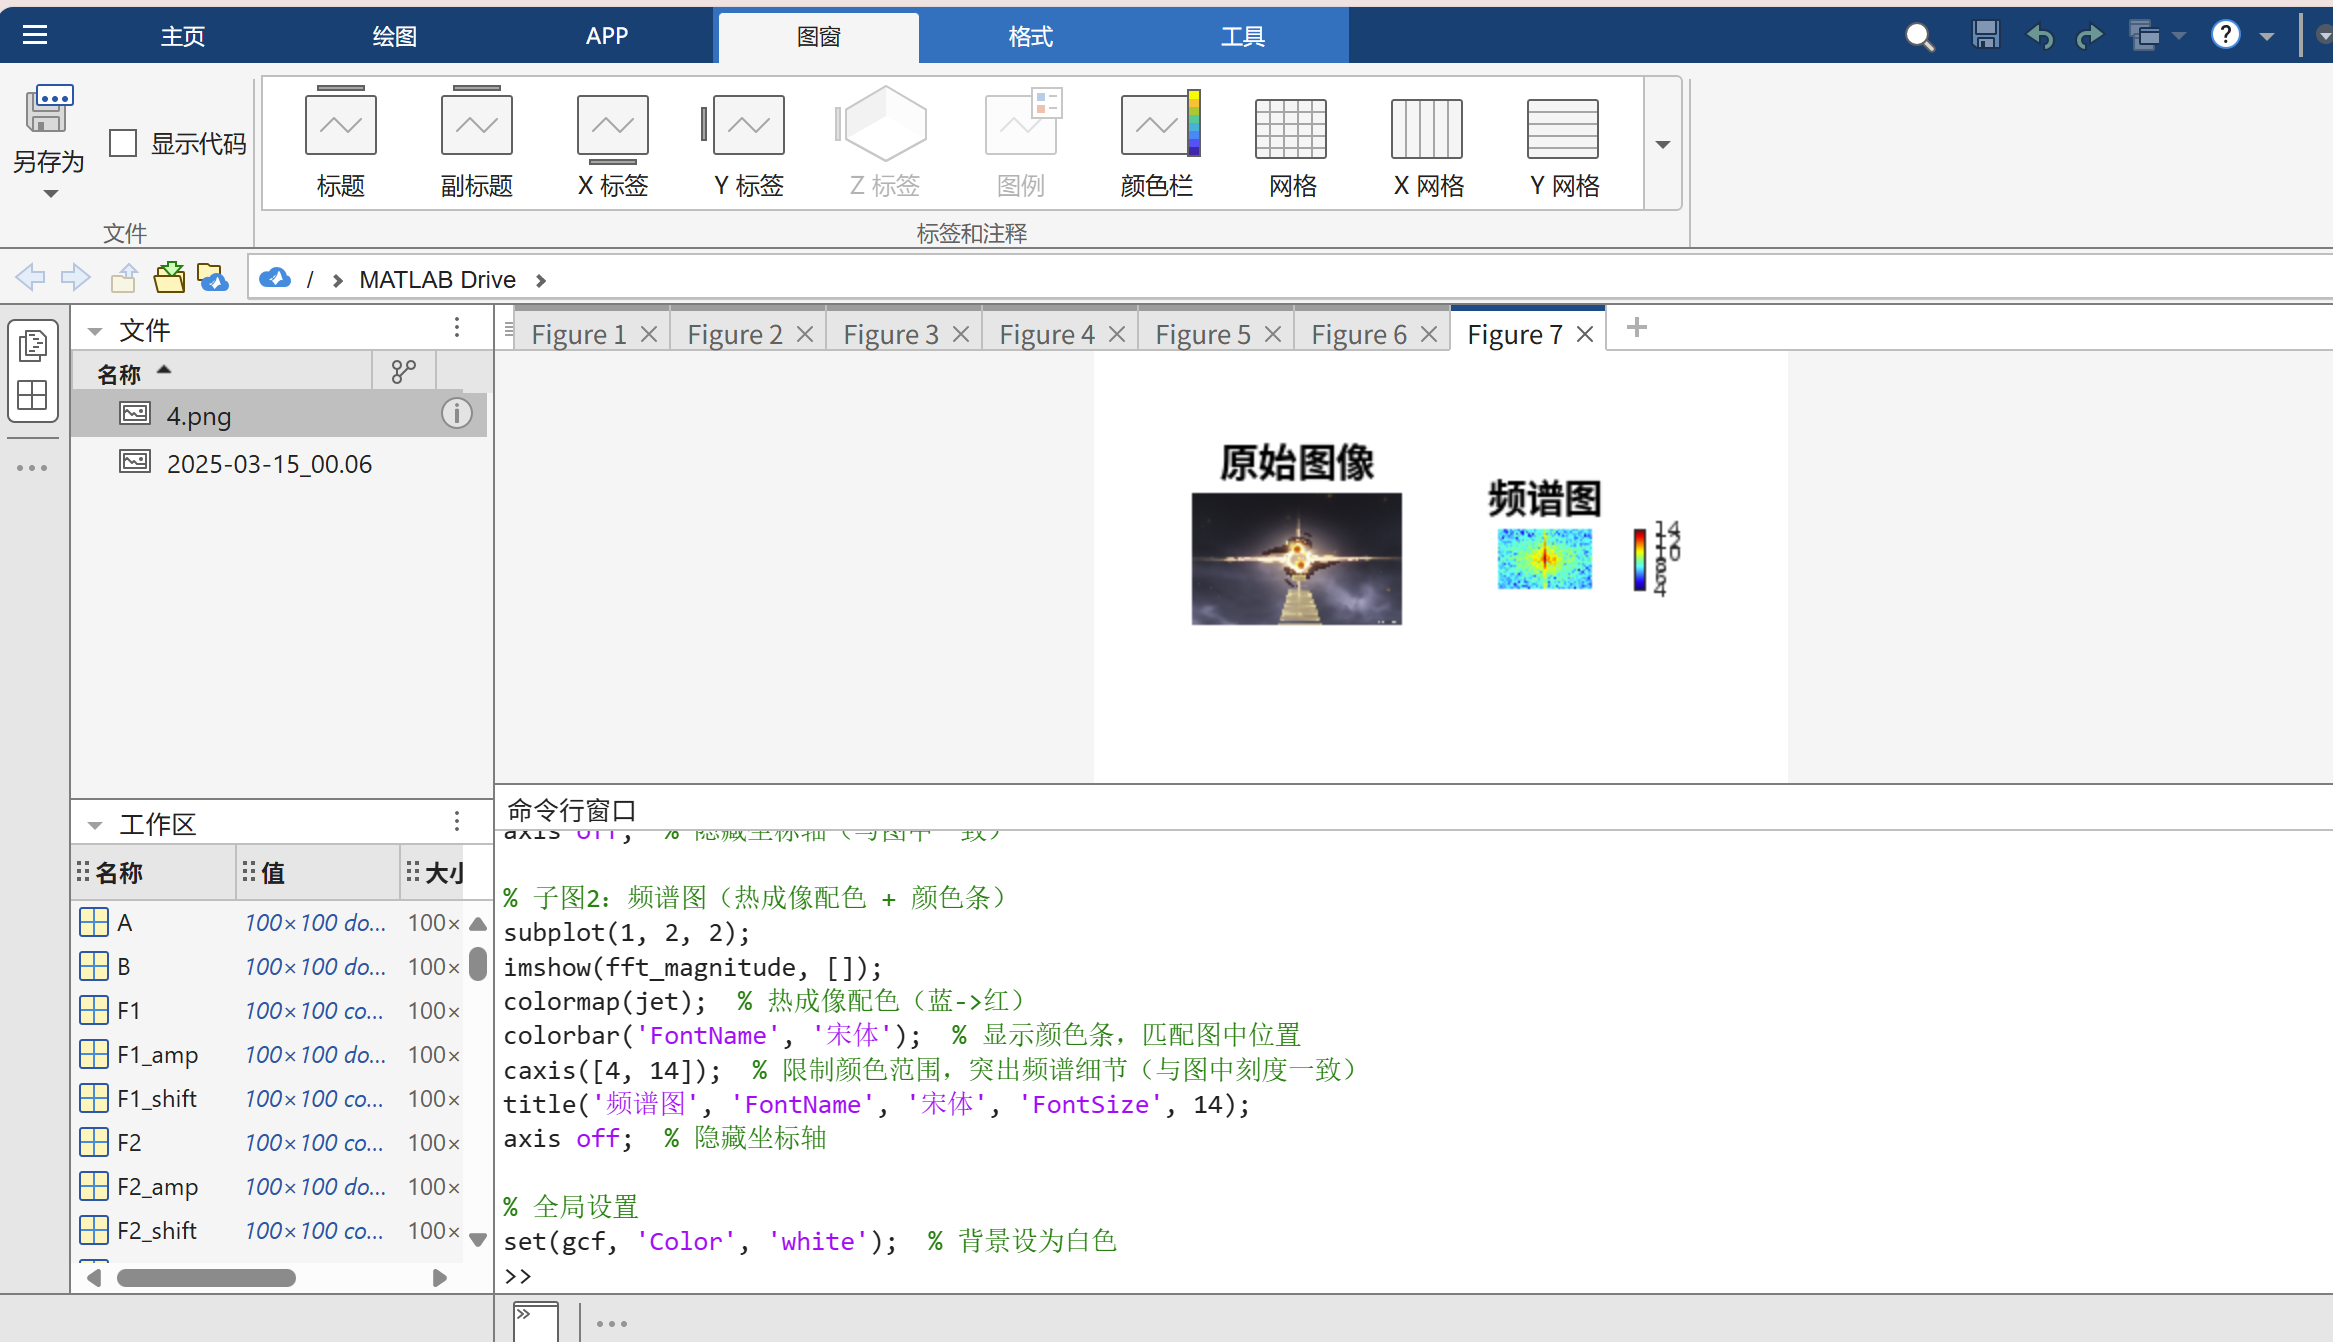 主页 绘图 APP 图窗 格式 工具
另存为
显示代码
标题 副标题 X 标签 Y 标签 Z 标签 图例 颜色栏 网格 X 网格 Y 网格
文件 标签和注释
/ › MATLAB Drive ›
文件
名称
4.png
2025-03-15_00.06
Figure 1 Figure 2 Figure 3 Figure 4 Figure 5 Figure 6 Figure 7
原始图像
频谱图
14
12
10
8
6
4
工作区
名称 值 大小
A 100×100 do... 100×
B 100×100 do... 100×
F1 100×100 co... 100×
F1_amp 100×100 do... 100×
F1_shift 100×100 co... 100×
F2 100×100 co... 100×
F2_amp 100×100 do... 100×
F2_shift 100×100 co... 100×
命令行窗口
axis off; % 隐藏坐标轴（与图中一致）
% 子图2：频谱图（热成像配色 + 颜色条）
subplot(1, 2, 2);
imshow(fft_magnitude, []);
colormap(jet); % 热成像配色（蓝->红）
colorbar('FontName', '宋体'); % 显示颜色条，匹配图中位置
caxis([4, 14]); % 限制颜色范围，突出频谱细节（与图中刻度一致）
title('频谱图', 'FontName', '宋体', 'FontSize', 14);
axis off; % 隐藏坐标轴
% 全局设置
set(gcf, 'Color', 'white'); % 背景设为白色
>>